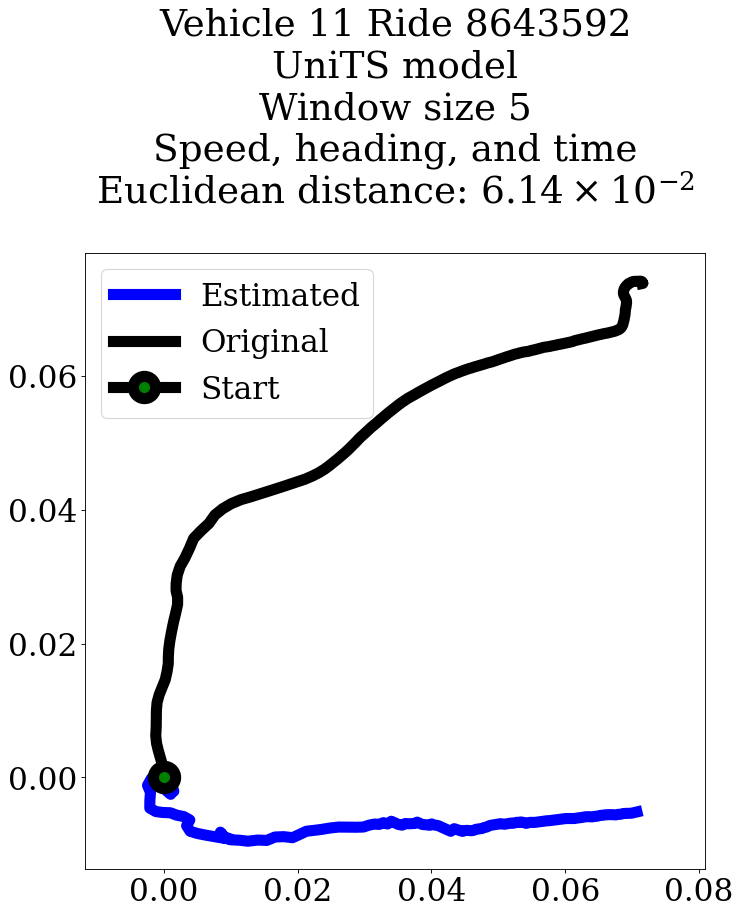 Vehicle 11 Ride 8643592
UniTS model
Window size 5
Speed, heading, and time
Euclidean distance: 6.14 × 10⁻²
Estimated
Original
Start
0.06
0.04
0.02
0.00
0.00 0.02 0.04 0.06 0.08